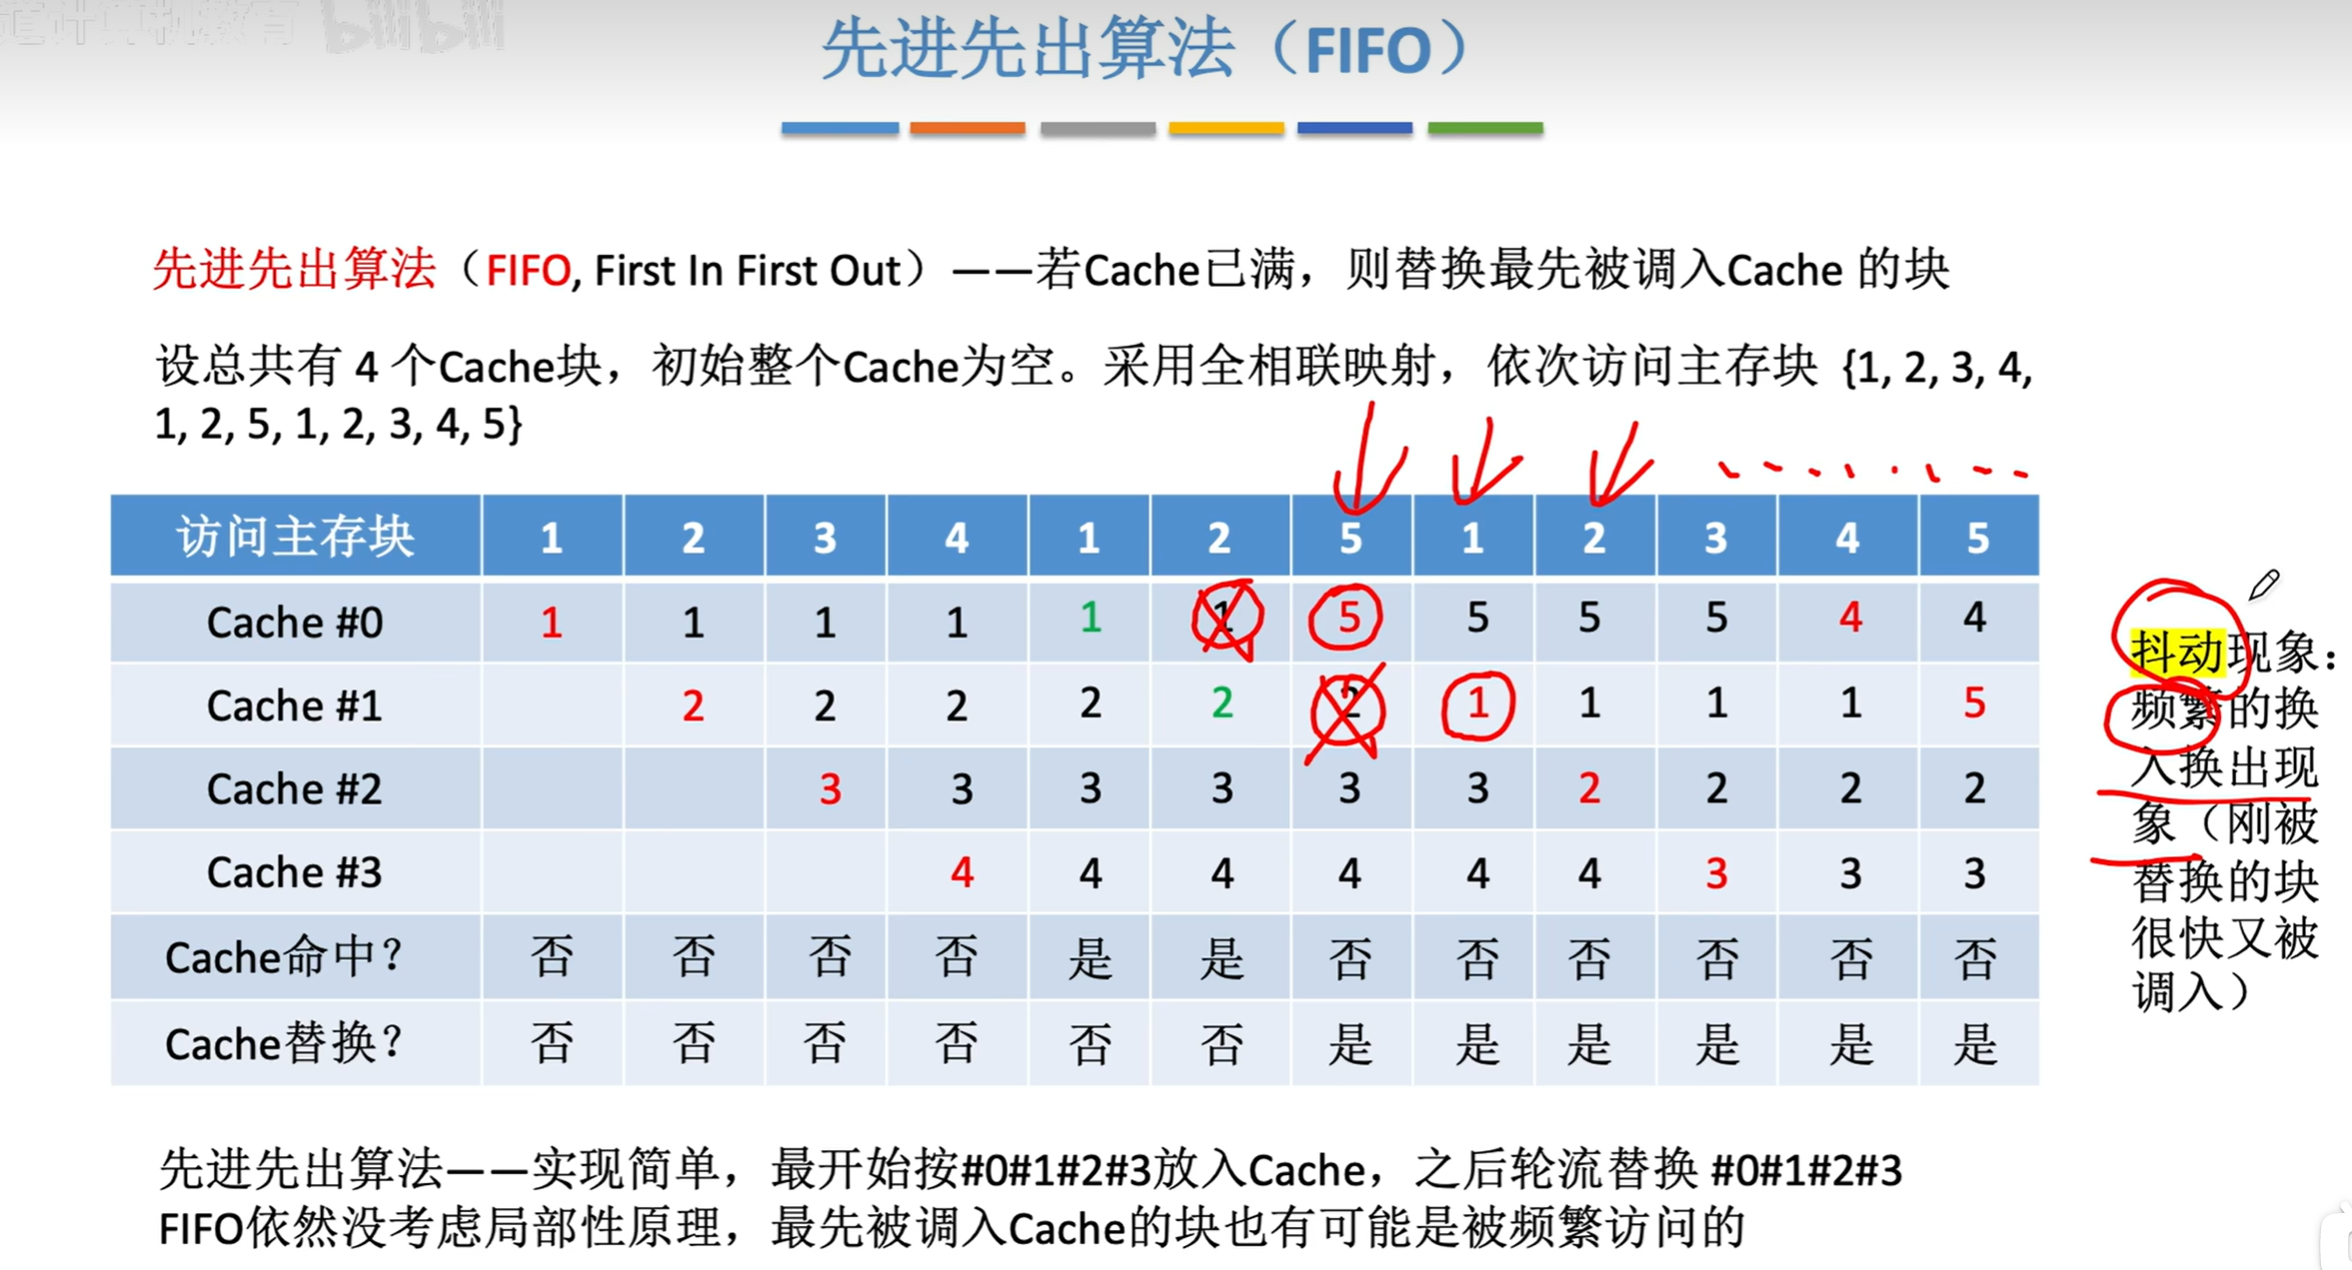 bilibili
先进先出算法（FIFO）
先进先出算法（FIFO, First In First Out）——若Cache已满，则替换最先被调入Cache 的块
设总共有 4 个Cache块，初始整个Cache为空。采用全相联映射，依次访问主存块 {1, 2, 3, 4,
1, 2, 5, 1, 2, 3, 4, 5}
访问主存块 1 2 3 4 1 2 5 1 2 3 4 5
Cache #0 1 1 1 1 1 1 5 5 5 5 4 4
Cache #1 2 2 2 2 2 2 1 1 1 1 5
Cache #2 3 3 3 3 3 3 2 2 2 2
Cache #3 4 4 4 4 4 4 3 3 3
Cache命中？ 否 否 否 否 是 是 否 否 否 否 否 否
Cache替换？ 否 否 否 否 否 否 是 是 是 是 是 是
抖动现象：
频繁的换
入换出现
象（刚被
替换的块
很快又被
调入）
先进先出算法——实现简单，最开始按#0#1#2#3放入Cache，之后轮流替换 #0#1#2#3
FIFO依然没考虑局部性原理，最先被调入Cache的块也有可能是被频繁访问的